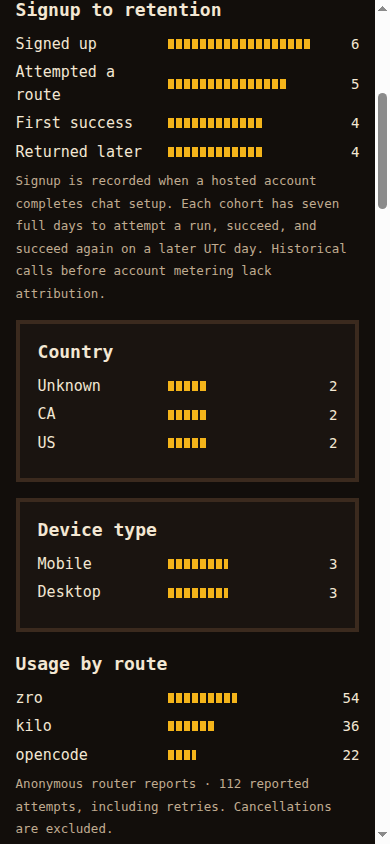 Signup to retention
Signed up 6
Attempted a
route 5
First success 4
Returned later 4
Signup is recorded when a hosted account
completes chat setup. Each cohort has seven
full days to attempt a run, succeed, and
succeed again on a later UTC day. Historical
calls before account metering lack
attribution.
Country
Unknown 2
CA 2
US 2
Device type
Mobile 3
Desktop 3
Usage by route
zro 54
kilo 36
opencode 22
Anonymous router reports · 112 reported
attempts, including retries. Cancellations
are excluded.